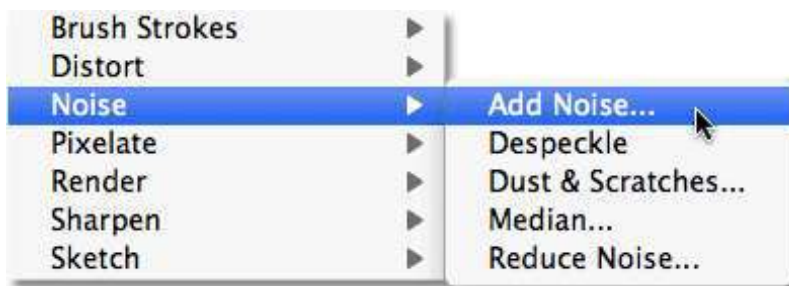 Brush Strokes
Distort
Noise
Pixelate
Render
Sharpen
Sketch
Add Noise...
Despeckle
Dust & Scratches...
Median...
Reduce Noise...